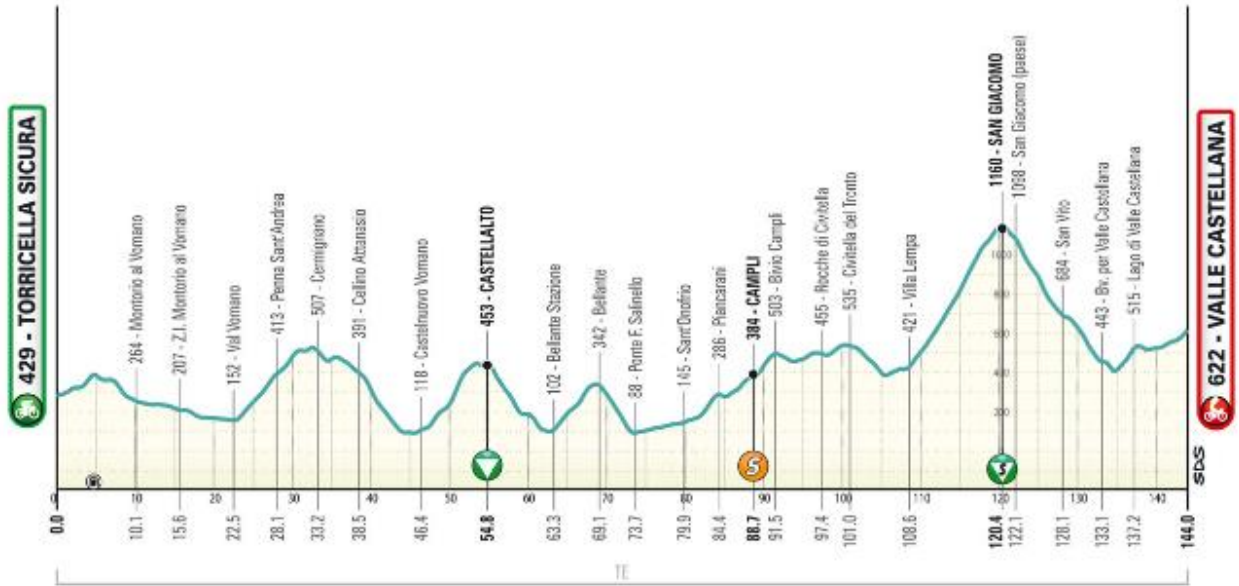 429 - TORRICELLA SICURA
264 - Montorio al Vomano
207 - Z.I. Montorio al Vomano
152 - Val Vomano
413 - Penna Sant'Andrea
507 - Cermignano
391 - Cellino Attanasio
118 - Castelnuovo Vomano
453 - CASTELLALTO
102 - Bellante Stazione
342 - Bellante
88 - Ponte F. Salinello
145 - Sant'Onofrio
286 - Piancarani
384 - CAMPLI
503 - Bivio Campli
455 - Rocche di Civitella
535 - Civitella del Tronto
421 - Villa Lempa
1160 - SAN GIACOMO
1098 - San Giacomo (paese)
684 - San Vito
443 - Bv. per Valle Castellana
515 - Lago di Valle Castellana
622 - VALLE CASTELLANA
1000
800
600
400
200
S
S
SDS
0 10 20 30 40 50 60 70 80 90 100 110 120 130 140
0.0 10.1 15.6 22.5 28.1 33.2 38.5 46.4 54.8 63.3 69.1 73.7 79.9 84.4 88.7 91.5 97.4 101.0 108.6 120.4 122.1 128.1 133.1 137.2 144.0
TE